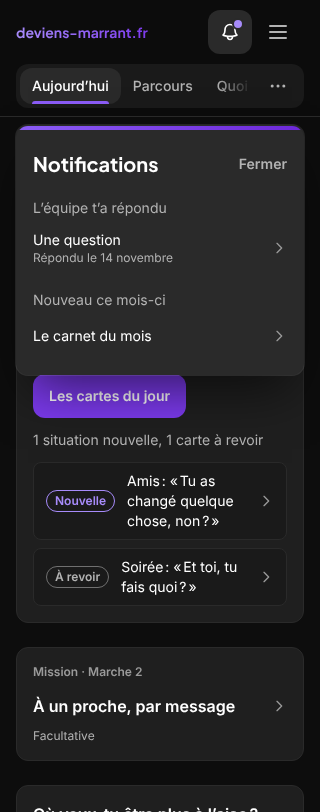 deviens-marrant.fr
Aujourd’hui
Parcours
Quoi
Notifications
Fermer
L’équipe t’a répondu
Une question
Répondu le 14 novembre
Nouveau ce mois-ci
Le carnet du mois
Les cartes du jour
1 situation nouvelle, 1 carte à revoir
Nouvelle
Amis : « Tu as
changé quelque
chose, non ? »
À revoir
Soirée : « Et toi, tu
fais quoi ? »
Mission · Marche 2
À un proche, par message
Facultative